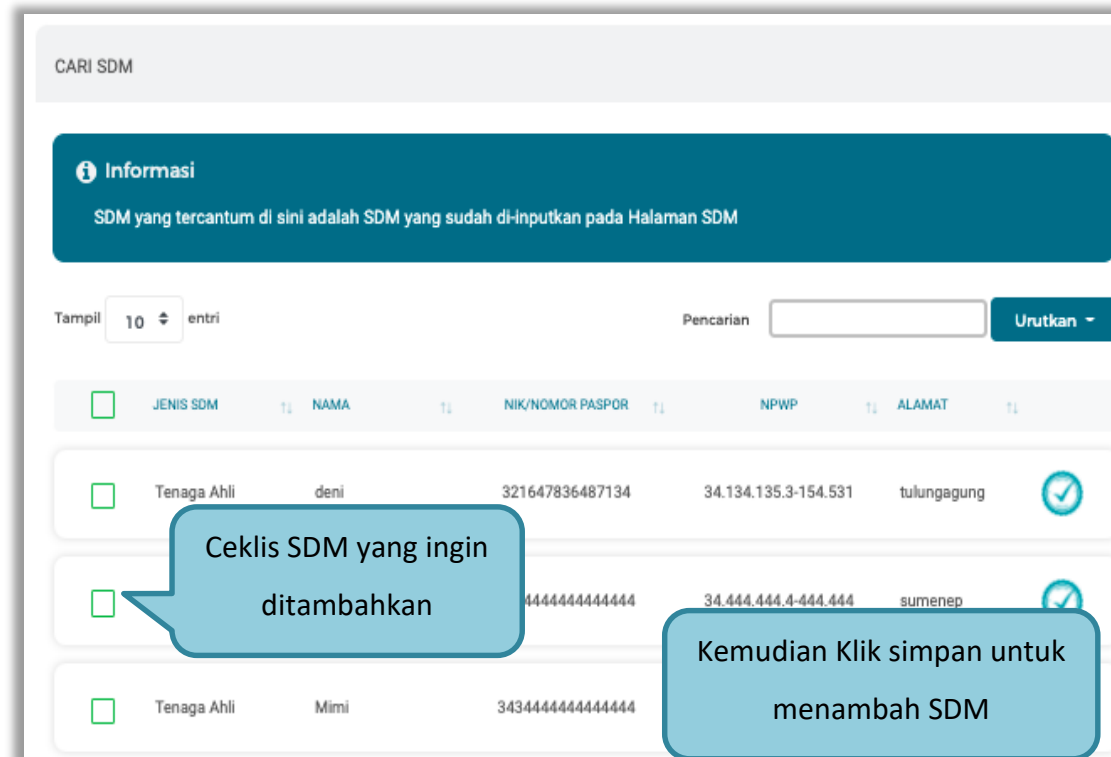 CARI SDM
Informasi
SDM yang tercantum di sini adalah SDM yang sudah di-inputkan pada Halaman SDM
Tampil 10 entri Pencarian Urutkan
JENIS SDM NAMA NIK/NOMOR PASPOR NPWP ALAMAT
Tenaga Ahli deni 321647836487134 34.134.135.3-154.531 tulungagung
Ceklis SDM yang ingin
ditambahkan
34.444.444.4-444.444 sumenep
Kemudian Klik simpan untuk
menambah SDM
Tenaga Ahli Mimi 3434444444444444